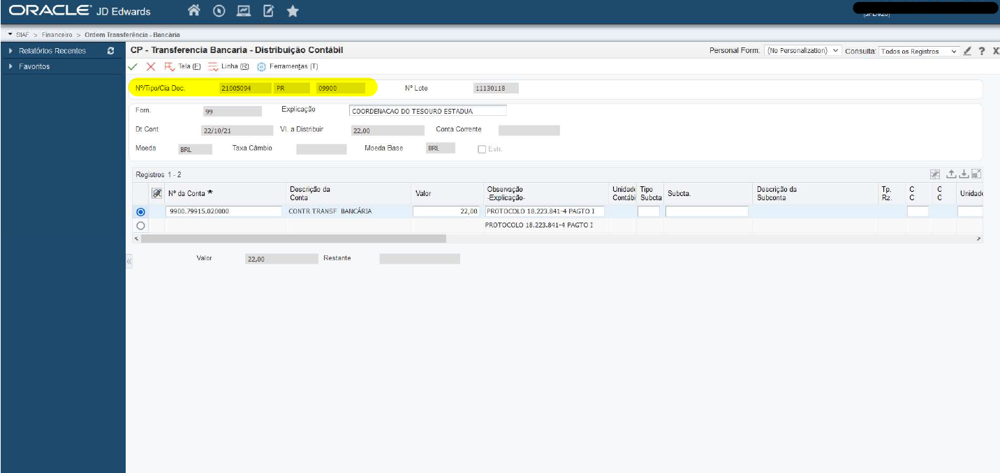 ORACLE® JD Edwards
SIAF > Financeiro > Ordem Transferência - Bancária
Relatórios Recentes
Favoritos
CP - Transferencia Bancaria - Distribuição Contábil
Personal Form: (No Personalization) Consulta: Todos os Registros ? X
Tela (F) Linha (R) Ferramentas (T)
Nº/Tipo/Cia Doc. 21005094 PR 09900 Nº Lote 11130118
Forn. 99 Explicação COORDENACAO DO TESOURO ESTADUA
Dt Cont 22/10/21 Vl. a Distribuir 22,00 Conta Corrente
Moeda BRL Taxa Câmbio Moeda Base BRL Estr.
Registros 1 - 2
Nº da Conta * Descrição da Conta Valor Observação -Explicação- Unidade Contábi Tipo Subcta Subcta. Descrição da Subconta Tp. Rz. C C C C Unidade
9900.79915.020000 CONTR TRANSF BANCÁRIA 22,00 PROTOCOLO 18.223.841-4 PAGTO I
PROTOCOLO 18.223.841-4 PAGTO I
Valor 22,00 Restante